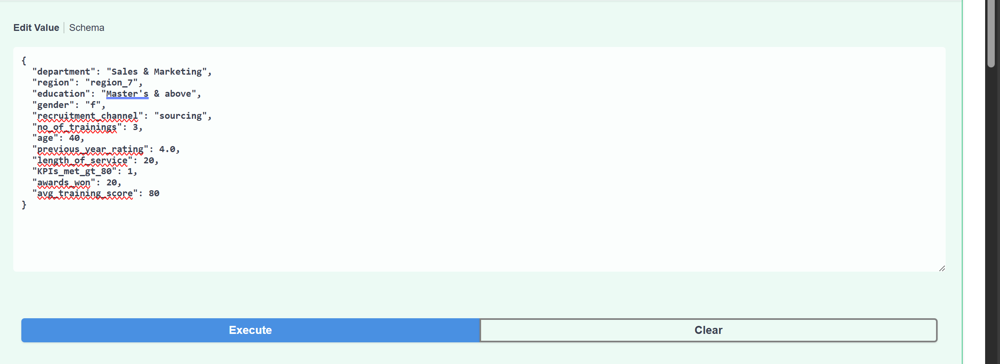 Edit Value | Schema
{
  "department": "Sales & Marketing",
  "region": "region_7",
  "education": "Master's & above",
  "gender": "f",
  "recruitment_channel": "sourcing",
  "no_of_trainings": 3,
  "age": 40,
  "previous_year_rating": 4.0,
  "length_of_service": 20,
  "KPIs_met_gt_80": 1,
  "awards_won": 20,
  "avg_training_score": 80
}
Execute Clear